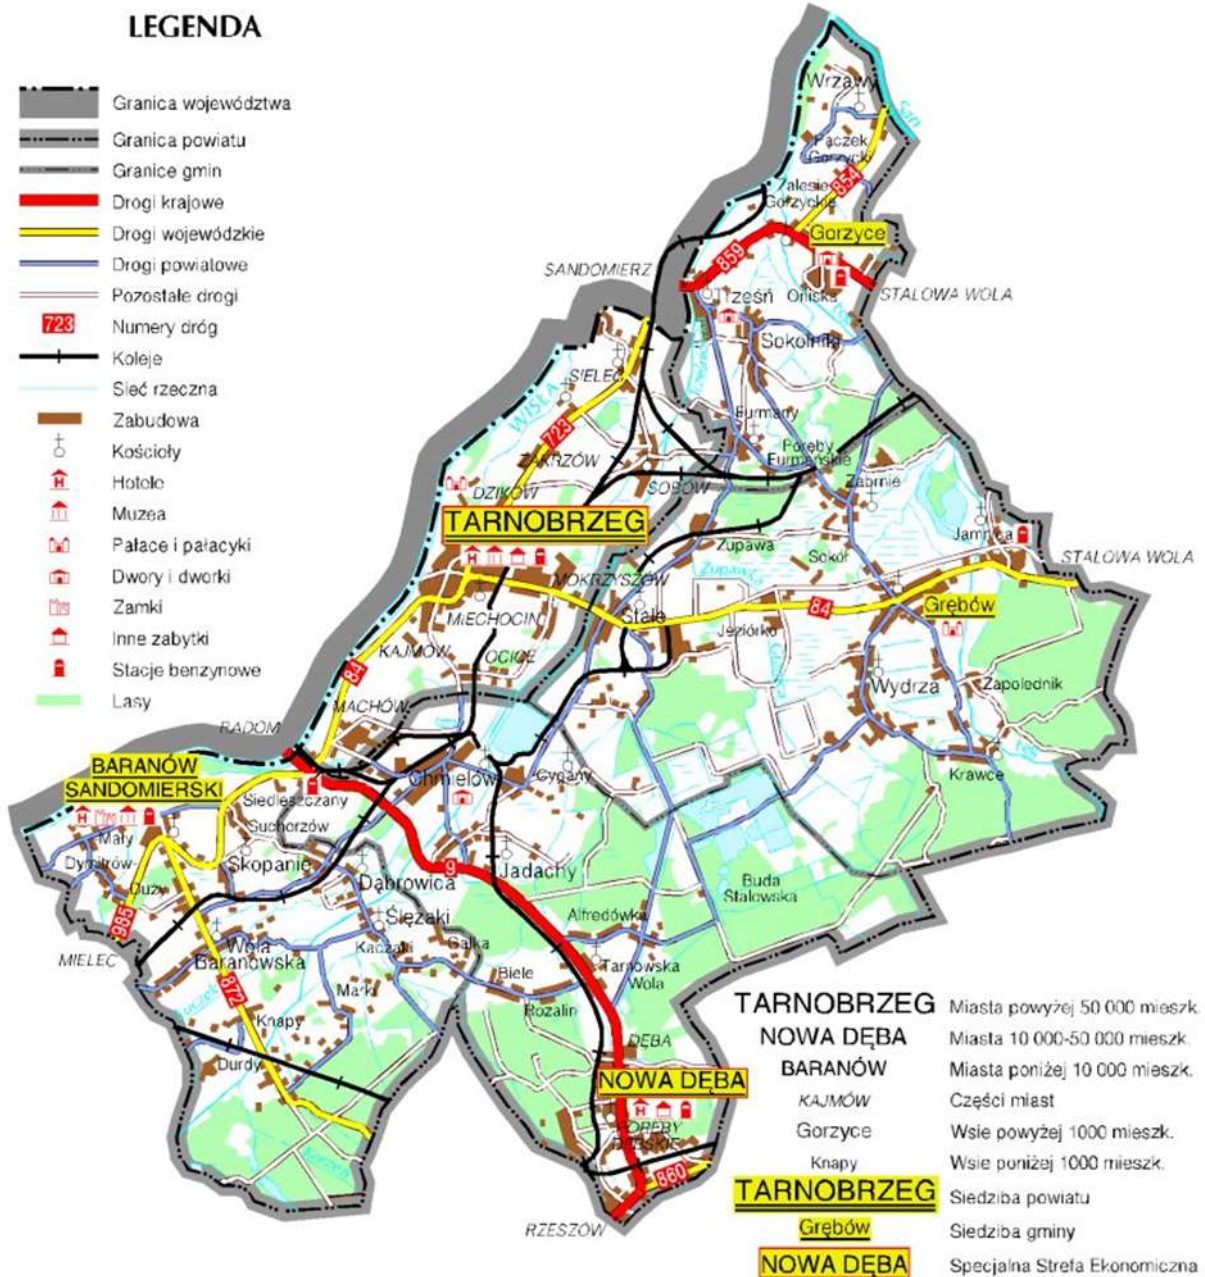 LEGENDA
Granica województwa
Granica powiatu
Granice gmin
Drogi krajowe
Drogi wojewódzkie
Drogi powiatowe
Pozostałe drogi
723 Numery dróg
Koleje
Sieć rzeczna
Zabudowa
Kościoły
Hotele
Muzea
Pałace i pałacyki
Dwory i dworki
Zamki
Inne zabytki
Stacje benzynowe
Lasy
Wrzawy
San
Pączek
Gorzycki
854
Zalesie
Gorzyckie
Gorzyce
859
SANDOMIERZ
Trześń
STALOWA WOLA
Sokolniki
SIELEC
WISŁA
723
Furmany
Poręby
Furmańskie
ZAKRZÓW
SOBÓW
DZIKÓW
Zabrnie
TARNOBRZEG
Jamnica
Żupawa
Sokół
STALOWA WOLA
MOKRZYSZÓW
Żupawka
MIECHOCIN
Stale
84
Grębów
Jeziórko
KAJMÓW
OCICE
84
Wydrza
Zapolednik
MACHÓW
RADOM
BARANÓW
SANDOMIERSKI
Chmielów
Cygany
Krawce
Siedleszczany
Suchorzów
Mały
Dymitrów
Duży
Skopanie
Dąbrowica
9
Jadachy
Buda
Stalowska
985
Ślęzaki
Alfredówka
MIELEC
Wola
Baranowska
Kaczaki
Gałka
Biele
Tarnowska
Wola
872
Marki
Rozalin
Knapy
Durdy
DĘBA
NOWA DĘBA
PORĘBY
DĘBSKIE
860
RZESZÓW
TARNOBRZEG Miasta powyżej 50 000 mieszk.
NOWA DĘBA Miasta 10 000-50 000 mieszk.
BARANÓW Miasta poniżej 10 000 mieszk.
KAJMÓW Części miast
Gorzyce Wsie powyżej 1000 mieszk.
Knapy Wsie poniżej 1000 mieszk.
TARNOBRZEG Siedziba powiatu
Grębów Siedziba gminy
NOWA DĘBA Specjalna Strefa Ekonomiczna